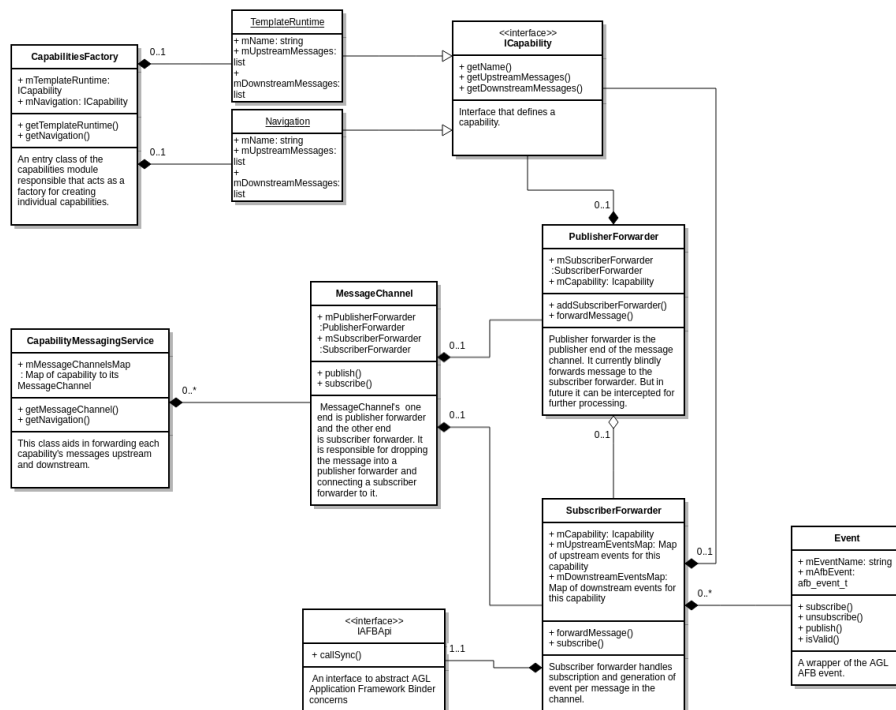 TemplateRuntime
+ mName: string
+ mUpstreamMessages:
list
+
mDownstreamMessages:
list
<<interface>>
ICapability
+ getName()
+ getUpstreamMessages()
+ getDownstreamMessages()
Interface that defines a
capability.
CapabilitiesFactory
+ mTemplateRuntime:
ICapability
+ mNavigation: ICapability
+ getTemplateRuntime()
+ getNavigation()
An entry class of the
capabilities module
responsible that acts as a
factory for creating
individual capabilities.
0..1
0..1
Navigation
+ mName: string
+ mUpstreamMessages:
list
+
mDownstreamMessages:
list
0..1
PublisherForwarder
+ mSubscriberForwarder
:SubscriberForwarder
+ mCapability: Icapability
+ addSubscriberForwarder()
+ forwardMessage()
Publisher forwarder is the
publisher end of the message
channel. It currently blindly
forwards message to the
subscriber forwarder. But in
future it can be intercepted for
further processing.
0..1
MessageChannel
+ mPublisherForwarder
:PublisherForwarder
+ mSubscriberForwarder
:SubscriberForwarder
+ publish()
+ subscribe()
MessageChannel's one
end is publisher forwarder
and the other end
is subscriber forwarder. It
is responsible for dropping
the message into a
publisher forwarder and
connecting a subscriber
forwarder to it.
0..1
0..1
CapabilityMessagingService
+ mMessageChannelsMap
: Map of capability to its
MessageChannel
+ getMessageChannel()
+ getNavigation()
This class aids in forwarding each
capability's messages upstream
and downstream.
0..*
SubscriberForwarder
+ mCapability: Icapability
+ mUpstreamEventsMap: Map
of upstream events for this
capability
+ mDownstreamEventsMap:
Map of downstream events for
this capability
+ forwardMessage()
+ subscribe()
Subscriber forwarder handles
subscription and generation of
event per message in the
channel.
0..1
0..*
Event
+ mEventName: string
+ mAfbEvent:
afb_event_t
+ subscribe()
+ unsubscribe()
+ publish()
+ isValid()
A wrapper of the AGL
AFB event.
<<interface>>
IAFBApi
+ callSync()
An interface to abstract AGL
Application Framework Binder
concerns
1..1